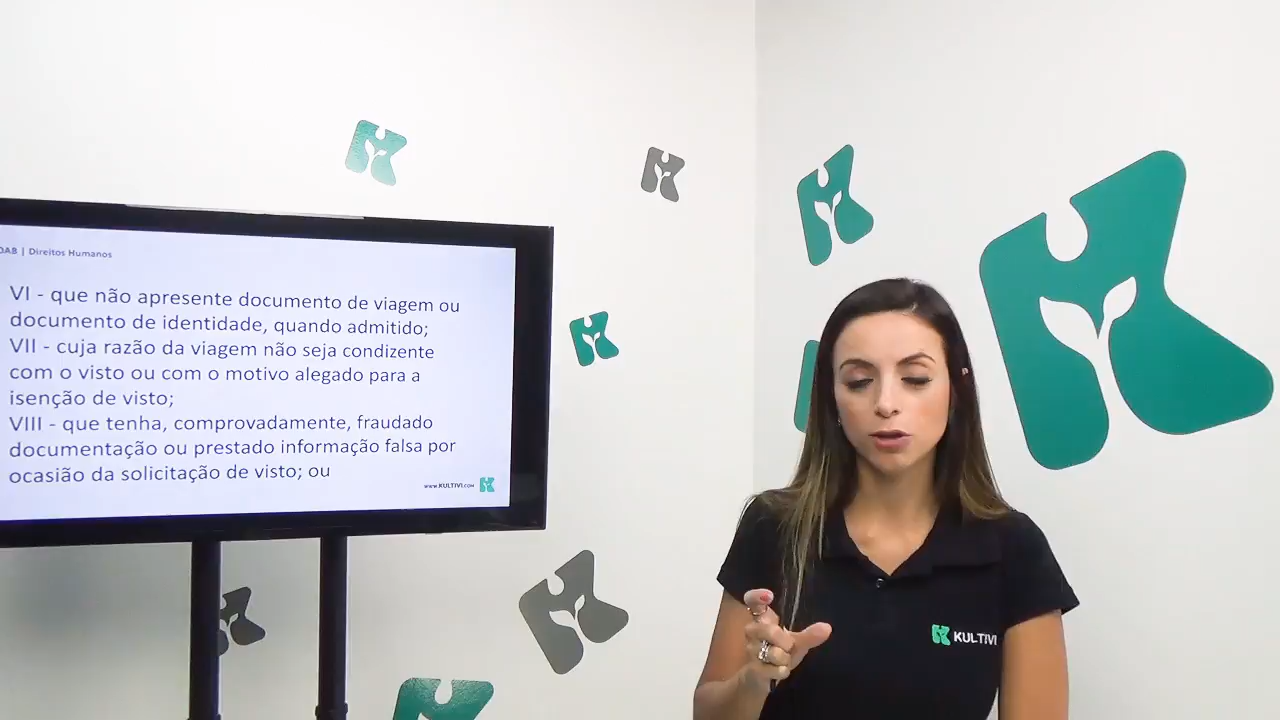 OAB | Direitos Humanos
VI - que não apresente documento de viagem ou
documento de identidade, quando admitido;
VII - cuja razão da viagem não seja condizente
com o visto ou com o motivo alegado para a
isenção de visto;
VIII - que tenha, comprovadamente, fraudado
documentação ou prestado informação falsa por
ocasião da solicitação de visto; ou
www.KULTIVI.COM
KULTIVI